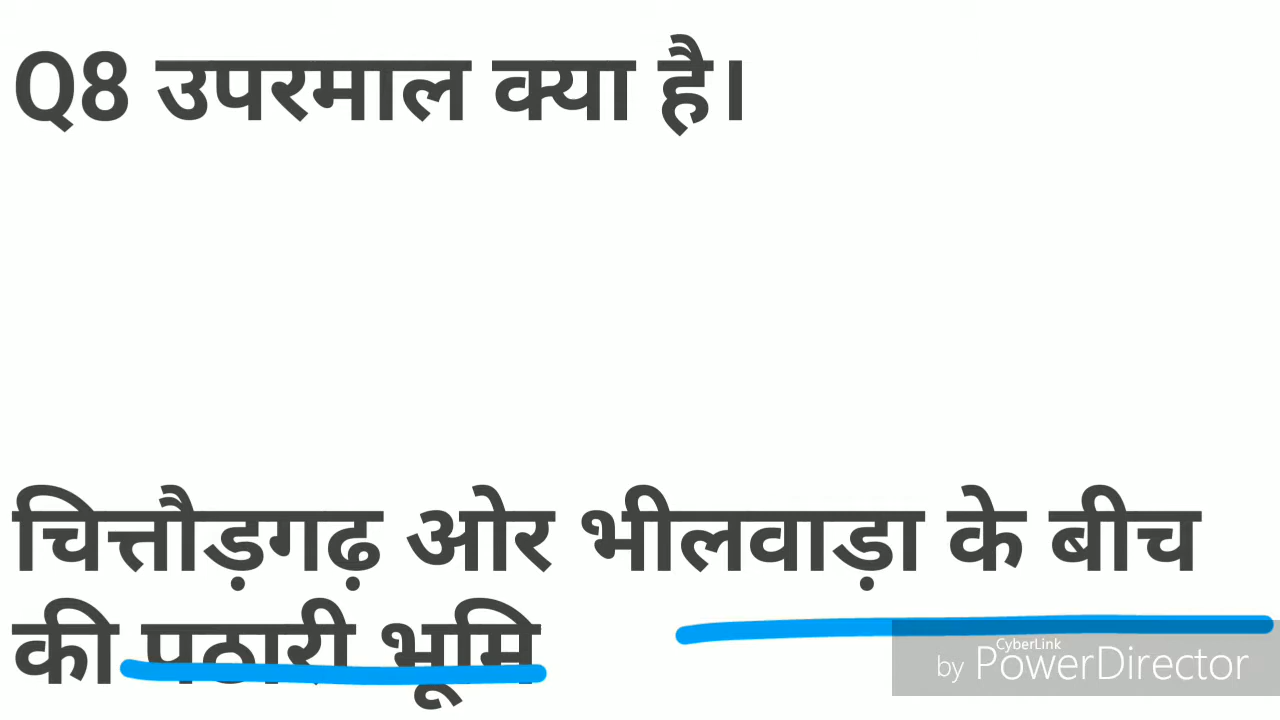 Q8 उपरमाल क्या है।
चित्तौड़गढ़ ओर भीलवाड़ा के बीच
की पठारी भूमि
CyberLink
by PowerDirector